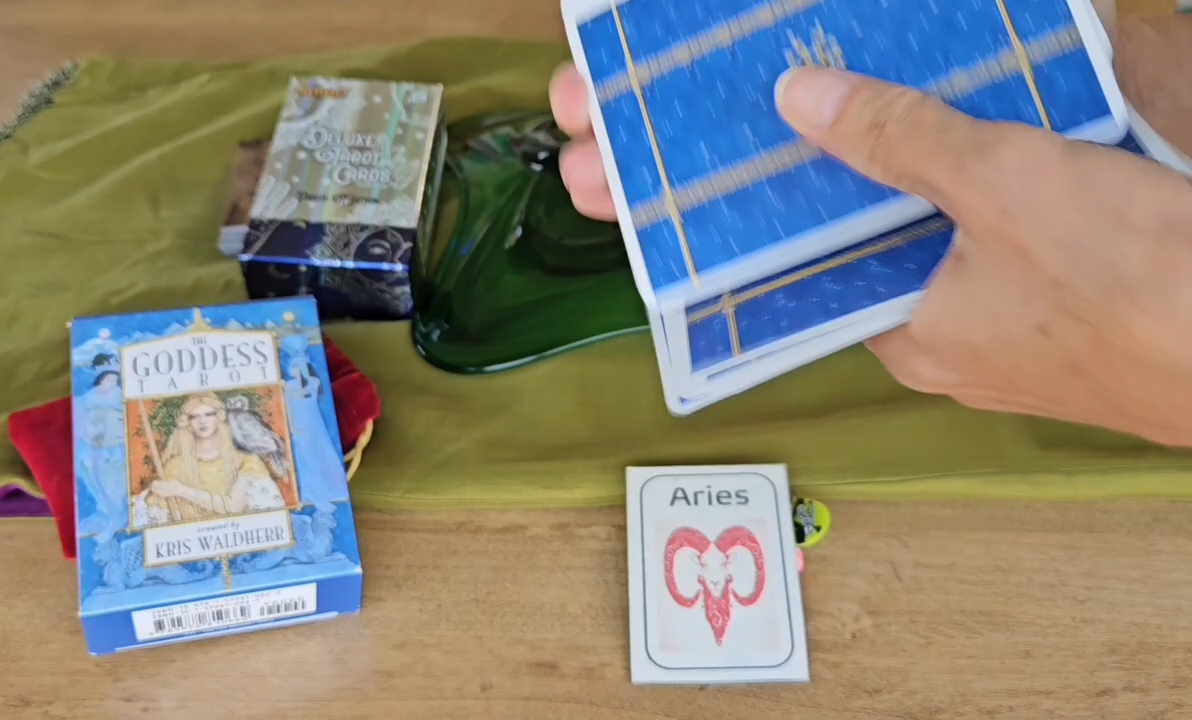 DELUXE
TAROT
CARDS
THE
GODDESS
TAROT
created by
KRIS WALDHERR
Aries